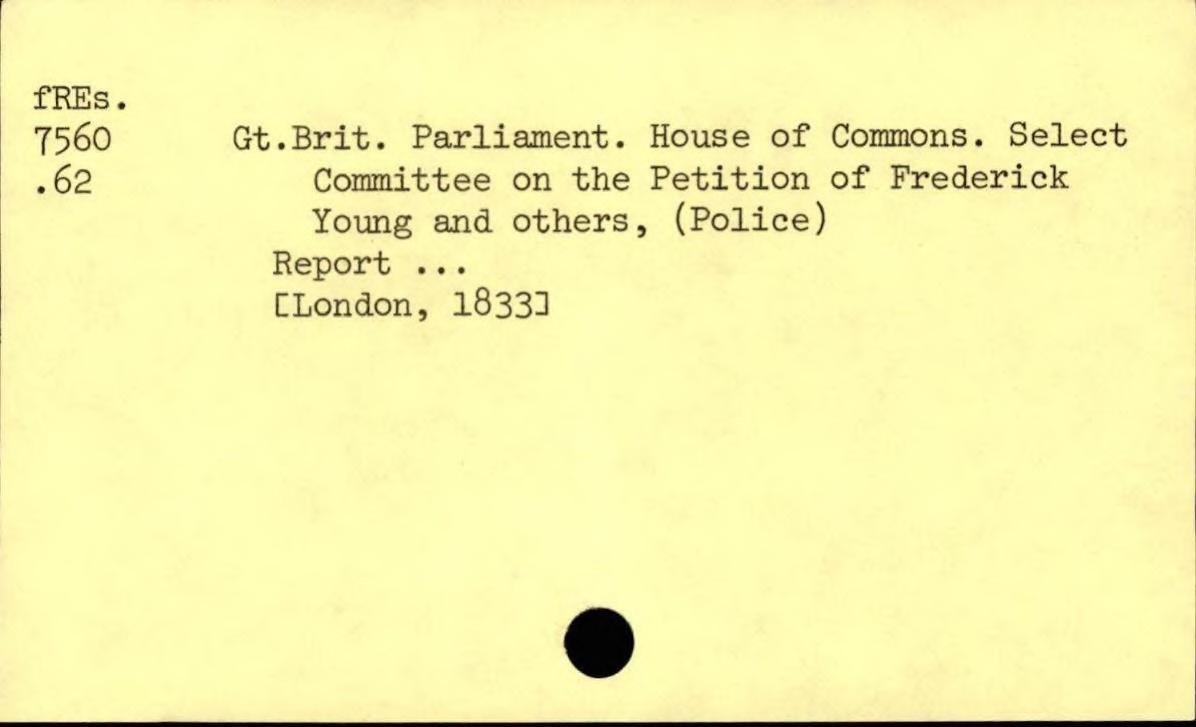 fREs.
7560 Gt.Brit. Parliament. House of Commons. Select
.62 Committee on the Petition of Frederick
Young and others, (Police)
Report ...
[London, 1833]